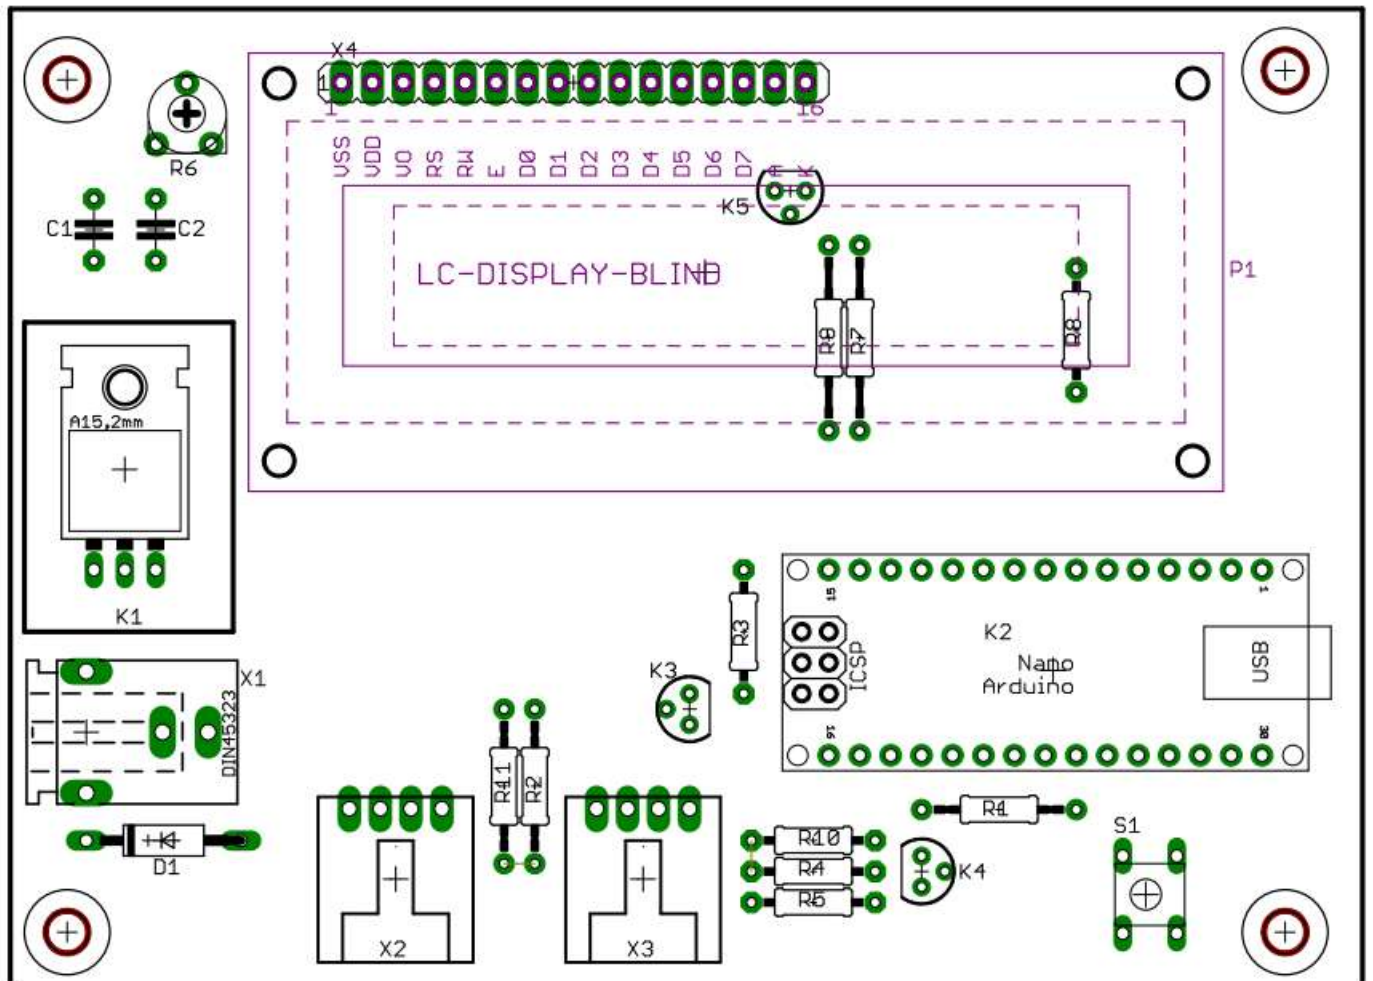 X4
1
1
16
VSS
VDD
VO
RS
RW
E
D0
D1
D2
D3
D4
D5
D6
D7
A
K
R6
C1
C2
K5
LC-DISPLAY-BLIND
P1
R7
R8
A15,2mm
K1
15
1
K2
Nano
Arduino
ICSP
USB
16
30
R3
K3
X1
DIN45323
D1
R11
R2
X2
X3
R1
R10
R4
R5
K4
S1